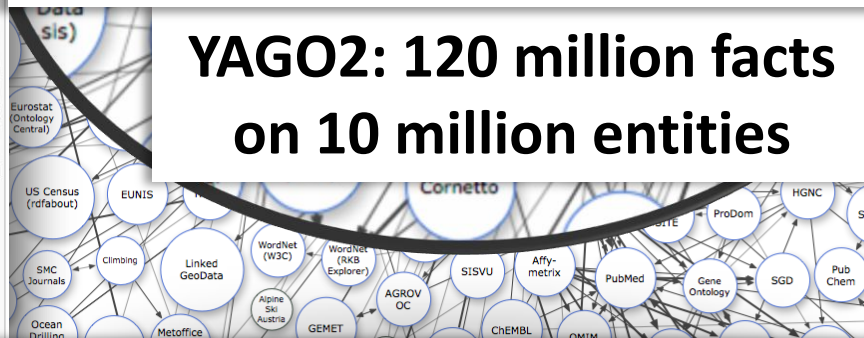 Data
sis)
YAGO2: 120 million facts
on 10 million entities
Eurostat
(Ontology
Central)
US Census
(rdfabout)
EUNIS
Cornetto
ProDom
HGNC
SMC
Journals
Climbing
Linked
GeoData
WordNet
(W3C)
WordNet
(RKB
Explorer)
Alpine
Ski
Austria
AGROV
OC
SISVU
Affy-
metrix
PubMed
Gene
Ontology
SGD
Pub
Chem
Ocean
Drilling
Metoffice
GEMET
ChEMBL
OMIM